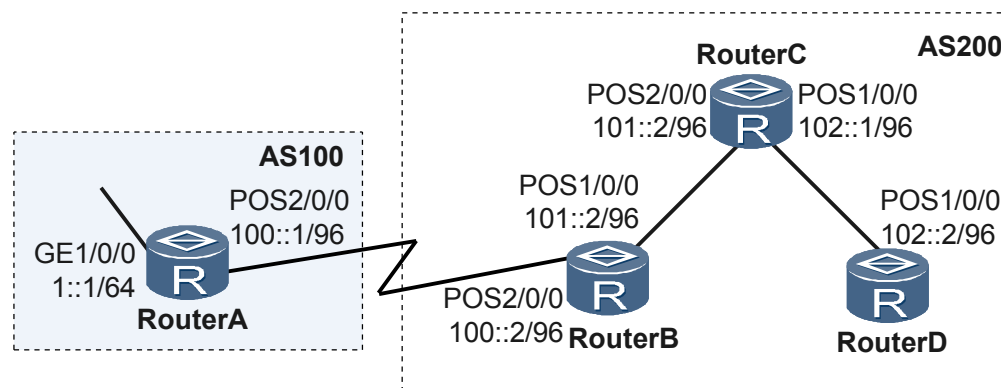 AS200
RouterC
POS2/0/0
101::2/96
POS1/0/0
102::1/96
R
AS100
POS2/0/0
100::1/96
GE1/0/0
1::1/64
R
RouterA
POS1/0/0
101::2/96
POS2/0/0
100::2/96
R
RouterB
POS1/0/0
102::2/96
R
RouterD